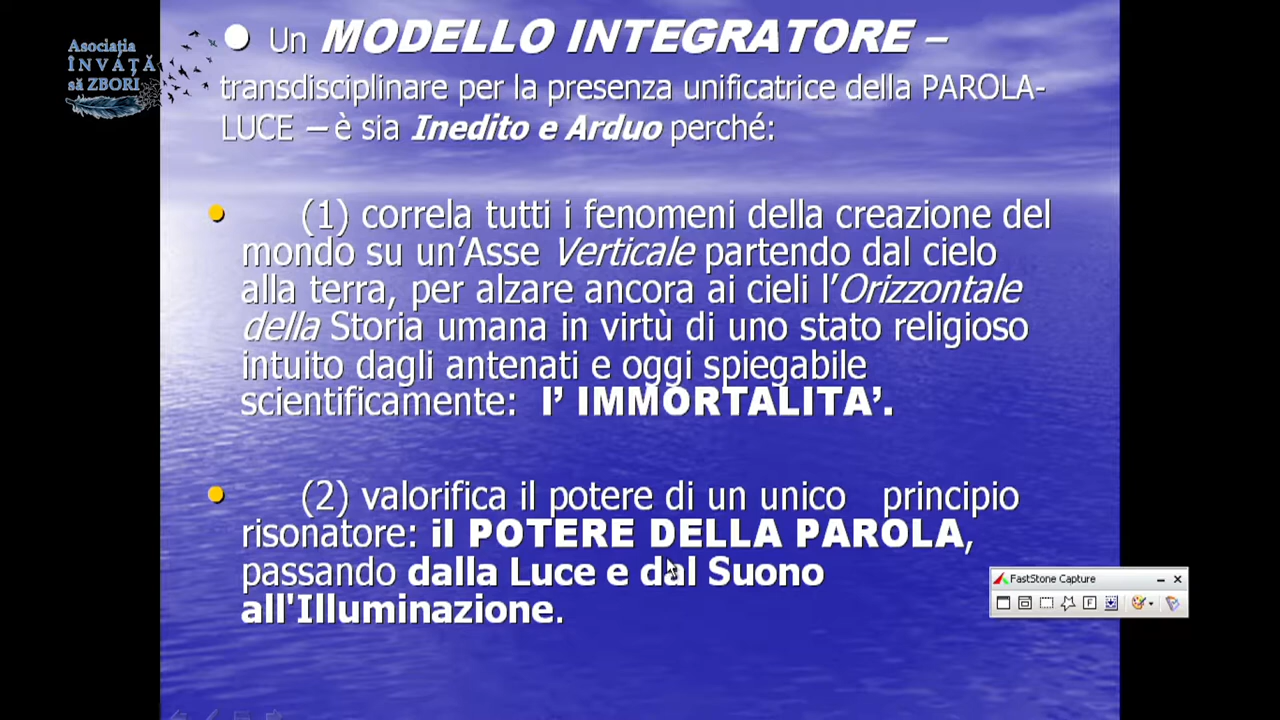 Asociația
ÎNVAȚĂ
să ZBORI
Un MODELLO INTEGRATORE –
transdisciplinare per la presenza unificatrice della PAROLA-
LUCE – è sia Inedito e Arduo perché:
(1) correla tutti i fenomeni della creazione del
mondo su un’Asse Verticale partendo dal cielo
alla terra, per alzare ancora ai cieli l’Orizzontale
della Storia umana in virtù di uno stato religioso
intuito dagli antenati e oggi spiegabile
scientificamente: l’ IMMORTALITA’.
(2) valorifica il potere di un unico principio
risonatore: il POTERE DELLA PAROLA,
passando dalla Luce e dal Suono
all'Illuminazione.
FastStone Capture